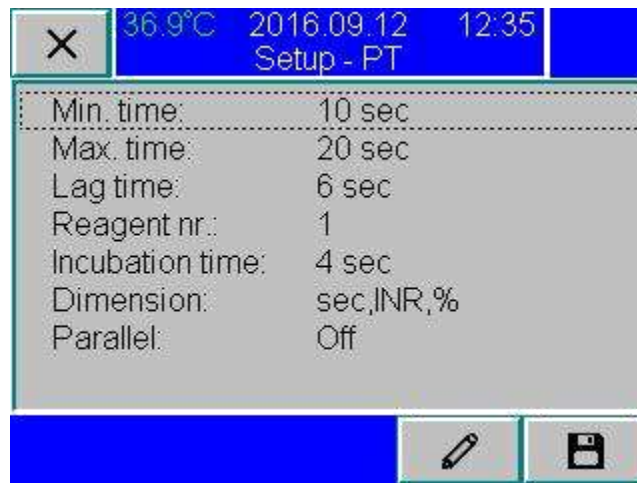 36.9°C 2016.09.12 12:35
Setup - PT
Min. time: 10 sec
Max. time: 20 sec
Lag time: 6 sec
Reagent nr.: 1
Incubation time: 4 sec
Dimension: sec,INR,%
Parallel: Off